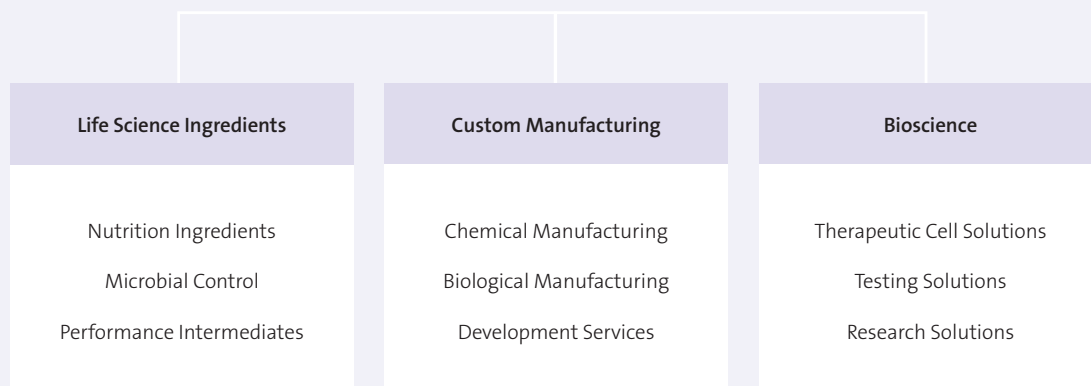 Life Science Ingredients
Nutrition Ingredients
Microbial Control
Performance Intermediates
Custom Manufacturing
Chemical Manufacturing
Biological Manufacturing
Development Services
Bioscience
Therapeutic Cell Solutions
Testing Solutions
Research Solutions